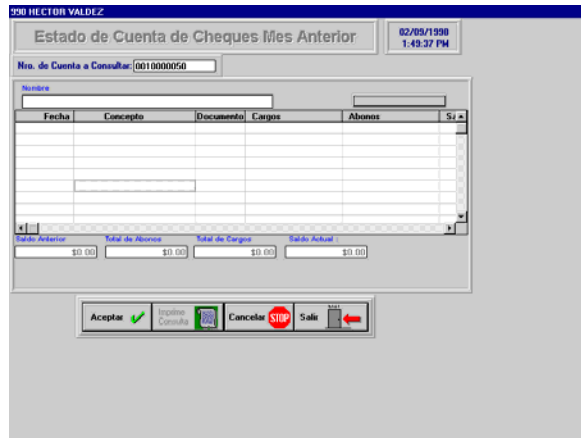 990 HECTOR VALDEZ
Estado de Cuenta de Cheques Mes Anterior
02/09/1998
1:49:37 PM
Nro. de Cuenta a Consultar: 0010000050
Nombre
Fecha Concepto Documento Cargos Abonos
Saldo Anterior Total de Abonos Total de Cargos Saldo Actual :
$0.00 $0.00 $0.00 $0.00
Aceptar Imprime Consulta Cancelar STOP Salir